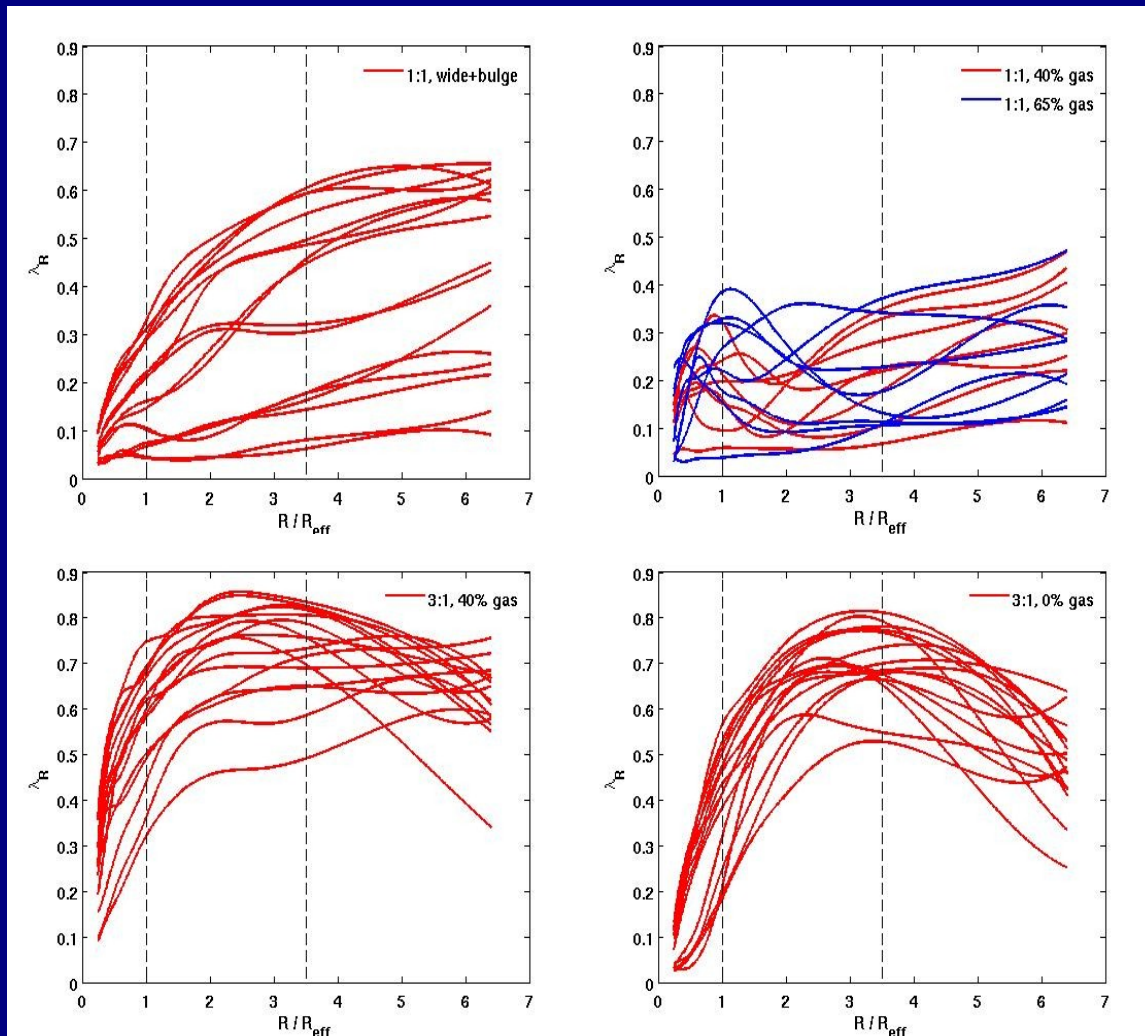 0.9
0.8
0.7
0.6
0.5
0.4
0.3
0.2
0.1
0
λR
1:1, wide+bulge
0 1 2 3 4 5 6 7
R / Reff
0.9
0.8
0.7
0.6
0.5
0.4
0.3
0.2
0.1
0
λR
1:1, 40% gas
1:1, 65% gas
0 1 2 3 4 5 6 7
R / Reff
0.9
0.8
0.7
0.6
0.5
0.4
0.3
0.2
0.1
0
λR
3:1, 40% gas
0 1 2 3 4 5 6 7
R / Reff
0.9
0.8
0.7
0.6
0.5
0.4
0.3
0.2
0.1
0
λR
3:1, 0% gas
0 1 2 3 4 5 6 7
R / Reff